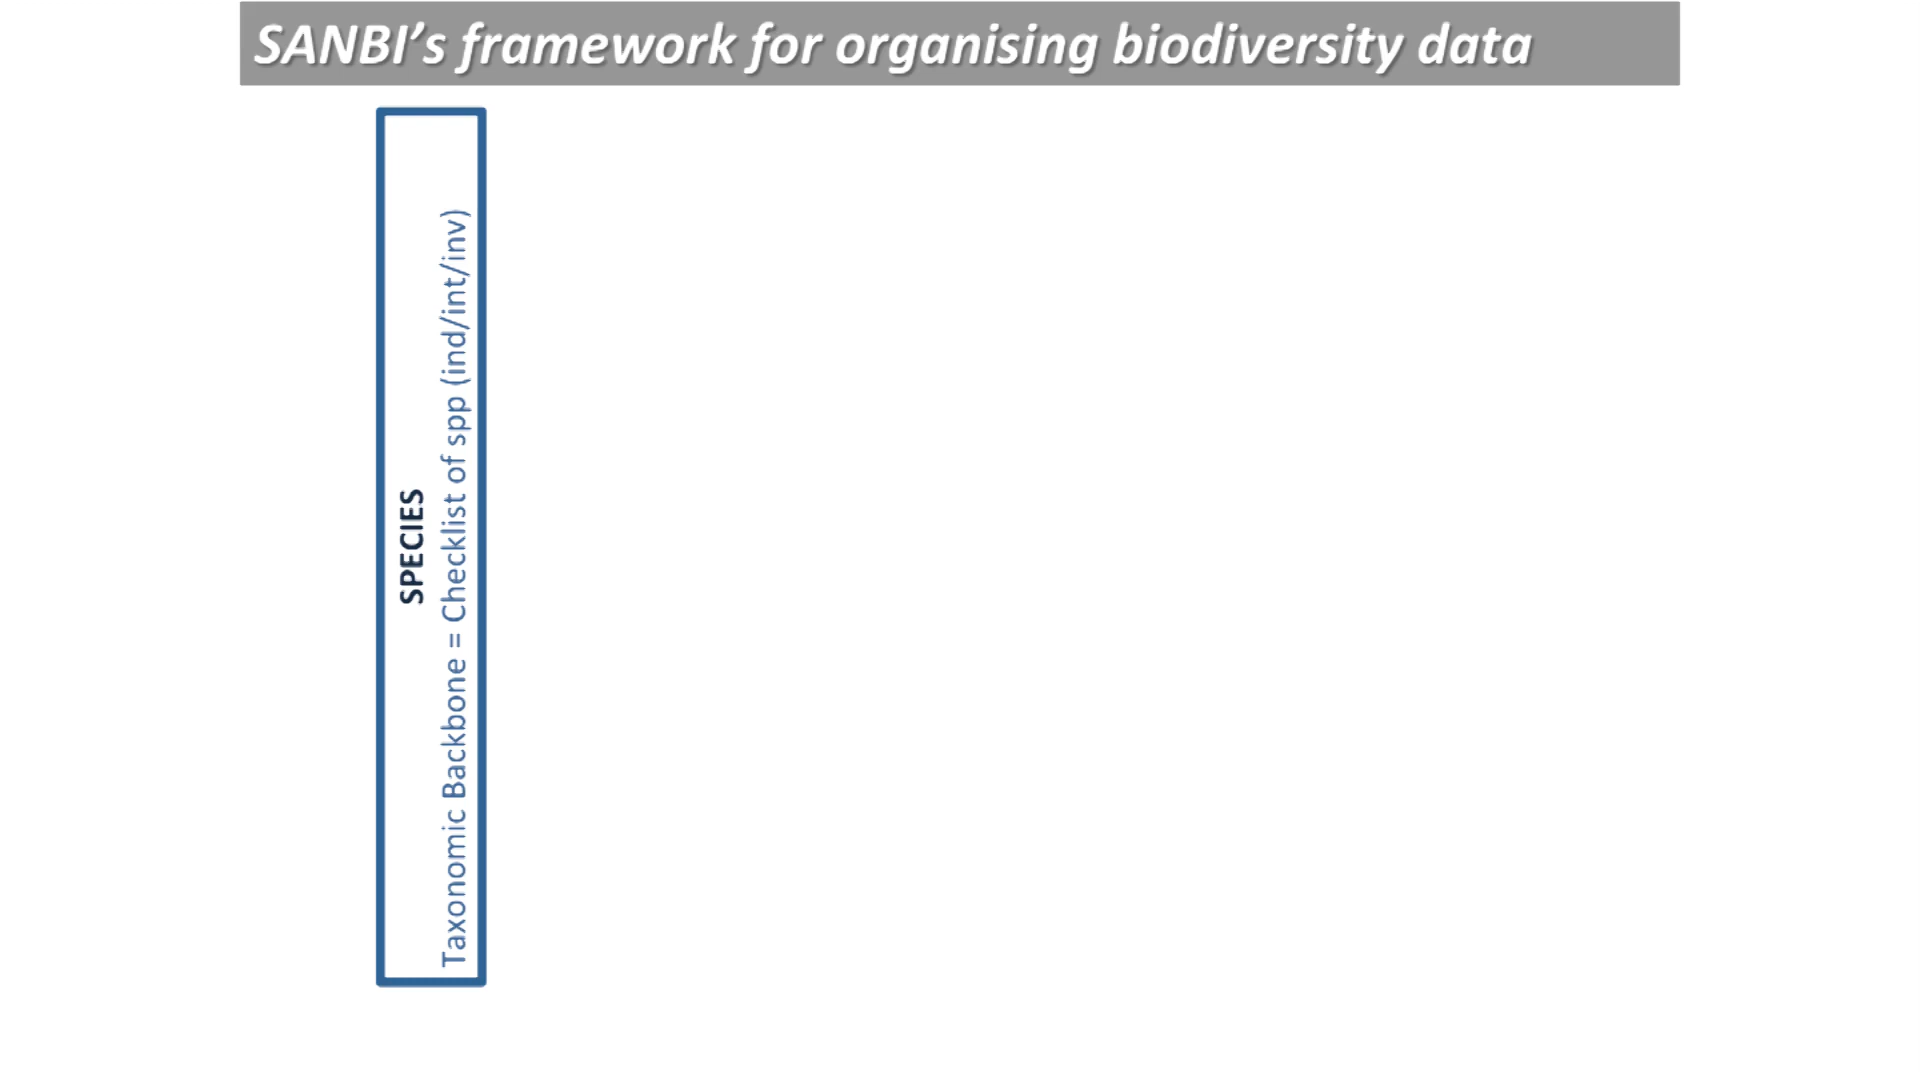 SANBI’s framework for organising biodiversity data
SPECIES
Taxonomic Backbone = Checklist of spp (ind/int/inv)